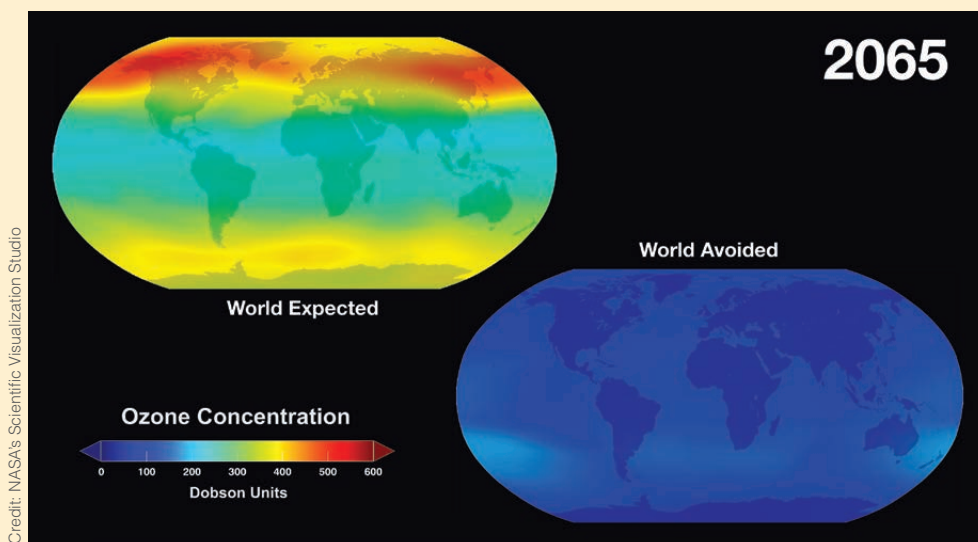 2065
World Expected
World Avoided
Ozone Concentration
0 100 200 300 400 500 600
Dobson Units
Credit: NASA's Scientific Visualization Studio